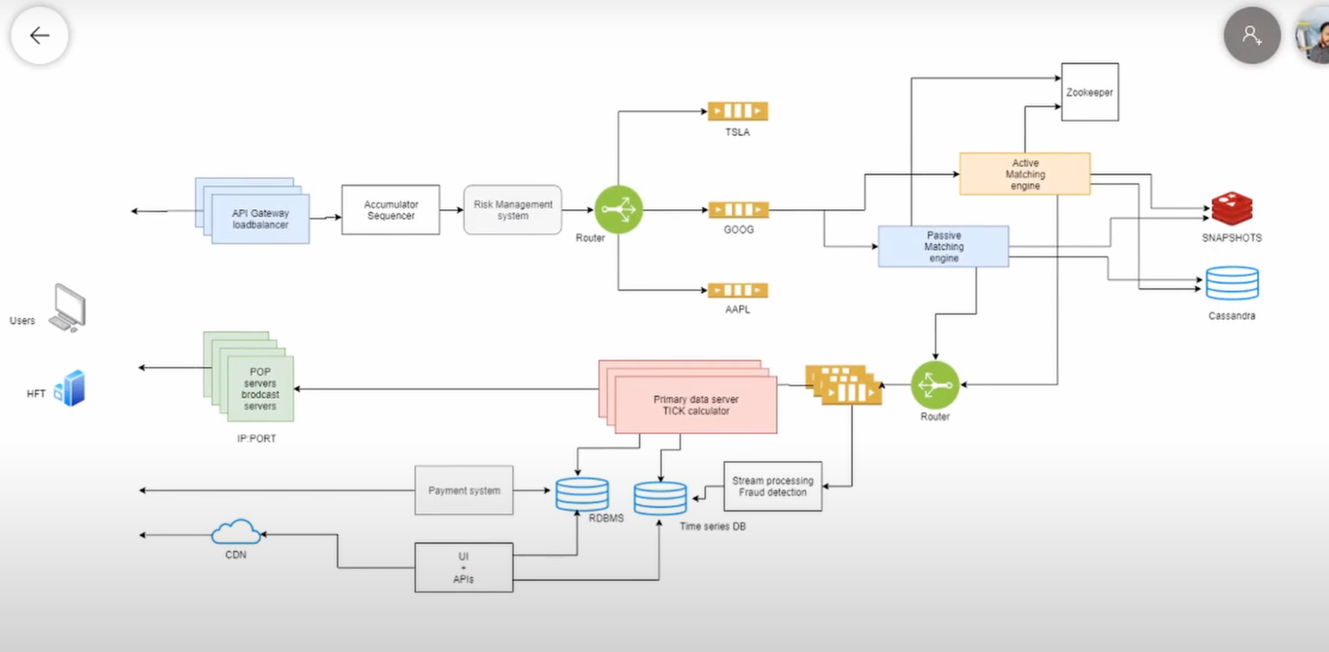 Zookeeper
TSLA
Active
Matching
engine
API Gateway
loadbalancer
Accumulator
Sequencer
Risk Management
system
Router
GOOG
Passive
Matching
engine
SNAPSHOTS
AAPL
Cassandra
Users
HFT
POP
servers
brodcast
servers
IP:PORT
Primary data server
TICK calculator
Router
Payment system
RDBMS
Stream processing
Fraud detection
Time series DB
CDN
UI
+
APIs